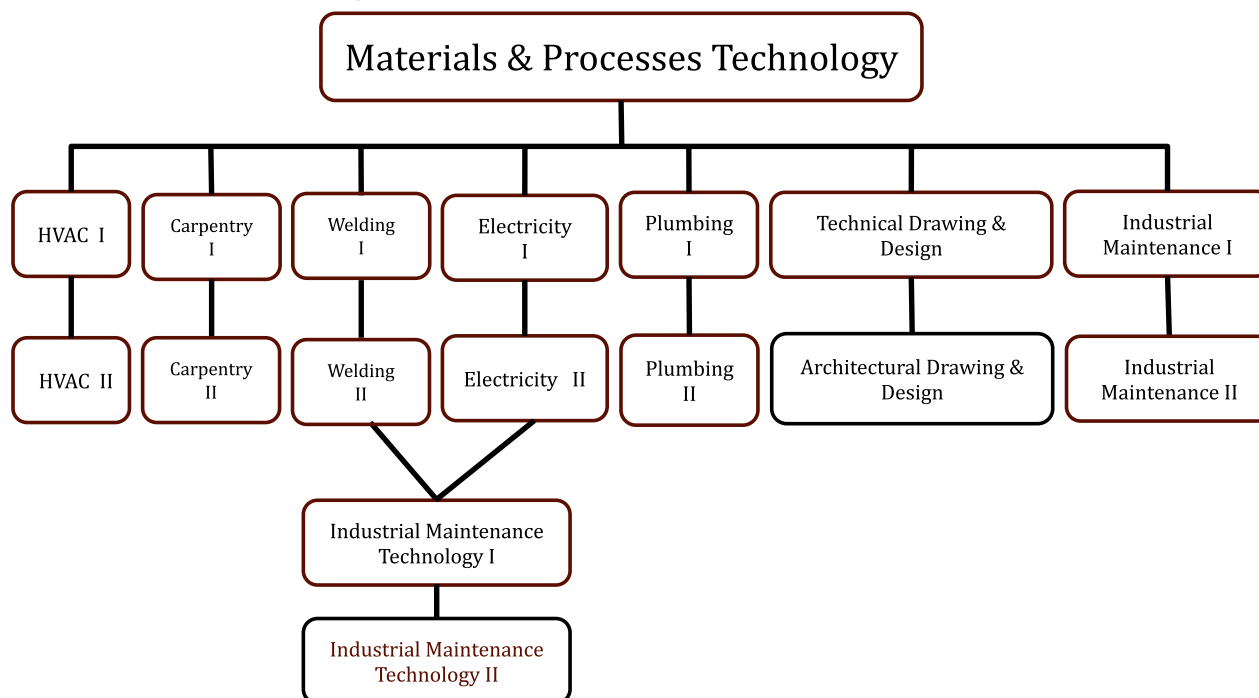 Materials & Processes Technology
HVAC I
Carpentry
I
Welding
I
Electricity
I
Plumbing
I
Technical Drawing &
Design
Industrial
Maintenance I
HVAC II
Carpentry
II
Welding
II
Electricity II
Plumbing
II
Architectural Drawing &
Design
Industrial
Maintenance II
Industrial Maintenance
Technology I
Industrial Maintenance
Technology II